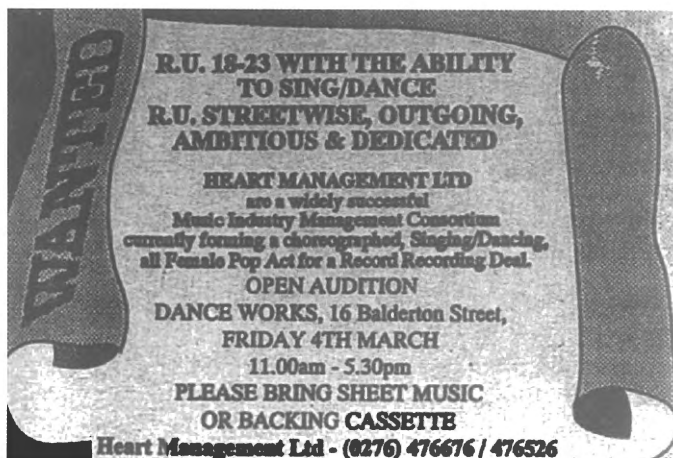 WANTED
R.U. 18-23 WITH THE ABILITY
TO SING/DANCE
R.U. STREETWISE, OUTGOING,
AMBITIOUS & DEDICATED
HEART MANAGEMENT LTD
are a widely successful
Music Industry Management Consortium
currently forming a choreographed, Singing/Dancing,
all Female Pop Act for a Record Recording Deal.
OPEN AUDITION
DANCE WORKS, 16 Balderton Street,
FRIDAY 4TH MARCH
11.00am - 5.30pm
PLEASE BRING SHEET MUSIC
OR BACKING CASSETTE
Heart Management Ltd - (0276) 476676 / 476526